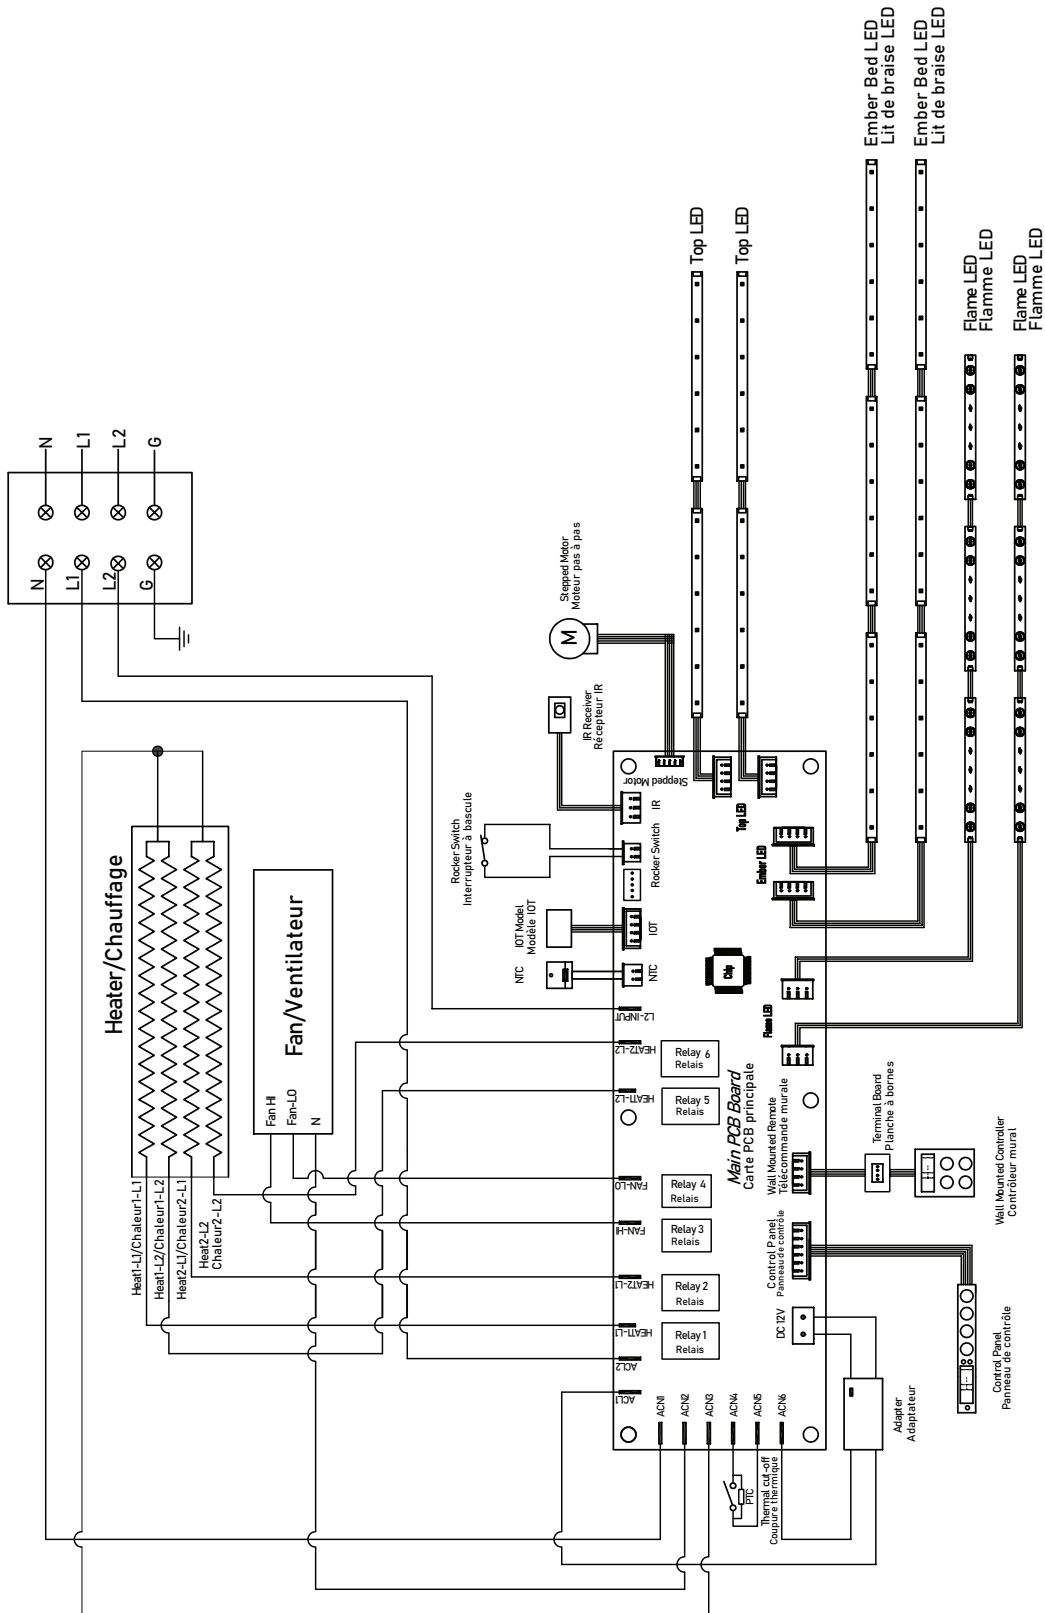 N
L1
L2
G
N
L1
L2
G
Heater/Chauffage
Heat1-L1/Chaleur1-L1
Heat1-L2/Chaleur1-L2
Heat2-L1/Chaleur2-L1
Heat2-L2
Chaleur2-L2
Fan/Ventilateur
Fan HI
Fan-LO
N
Rocker Switch
Interrupteur à bascule
IOT Model
Modèle IOT
NTC
IR Receiver
Récepteur IR
Stepped Motor
Moteur pas à pas
M
Top LED
Top LED
Ember Bed LED
Lit de braise LED
Ember Bed LED
Lit de braise LED
Flame LED
Flamme LED
Flame LED
Flamme LED
Stepped Motor
IR
Rocker Switch
IOT
NTC
L2-INPUT
HEAT2-L2
HEAT1-L2
FAN-LO
FAN-HI
HEAT2-L1
HEAT1-L1
ACL2
ACL1
Top LED
Ember LED
Chip
Flame LED
Relay 6
Relais
Relay 5
Relais
Relay 4
Relais
Relay 3
Relais
Relay 2
Relais
Relay 1
Relais
Main PCB Board
Carte PCB principale
Wall Mounted Remote
Télécommande murale
Control Panel
Panneau de contrôle
DC 12V
ACN1
ACN2
ACN3
ACN4
ACN5
ACN6
PTC
Thermal cut-off
Coupure thermique
Terminal Board
Planche à bornes
Wall Mounted Controller
Contrôleur mural
Control Panel
Panneau de contrôle
Adapter
Adaptateur